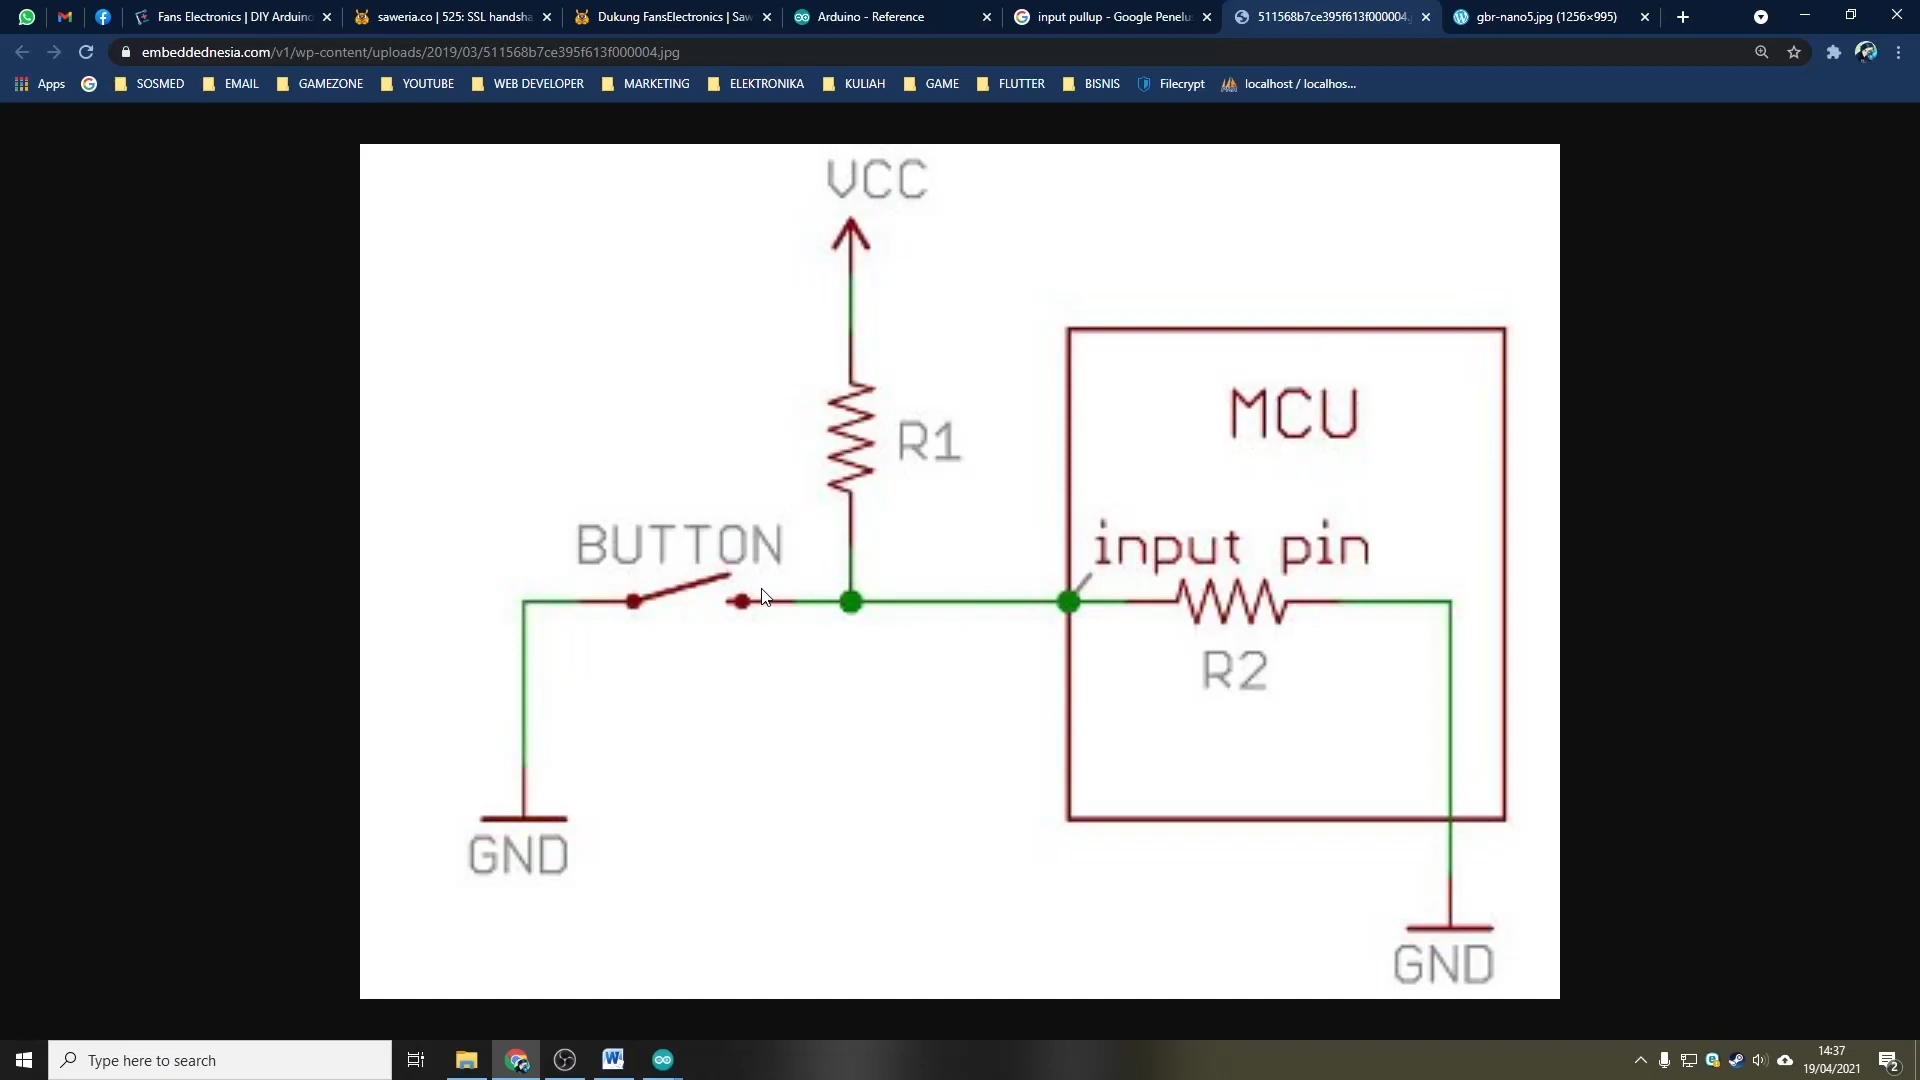 Fans Electronics | DIY Arduino
saweria.co | 525: SSL handsha
Dukung FansElectronics | Saw
Arduino - Reference
input pullup - Google Penelus
511568b7ce395f613f000004.
gbr-nano5.jpg (1256×995)
embeddednesia.com/v1/wp-content/uploads/2019/03/511568b7ce395f613f000004.jpg
Apps
SOSMED
EMAIL
GAMEZONE
YOUTUBE
WEB DEVELOPER
MARKETING
ELEKTRONIKA
KULIAH
GAME
FLUTTER
BISNIS
Filecrypt
localhost / localhos...
VCC
R1
MCU
BUTTON
input pin
R2
GND
GND
Type here to search
14:37
19/04/2021
2